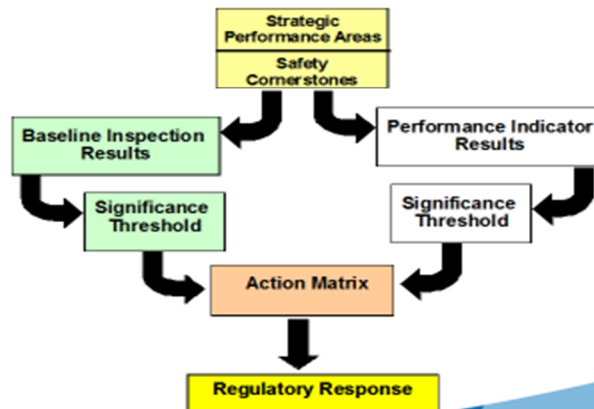 Strategic
Performance Areas
Safety
Cornerstones
Baseline Inspection
Results
Performance Indicator
Results
Significance
Threshold
Significance
Threshold
Action Matrix
Regulatory Response